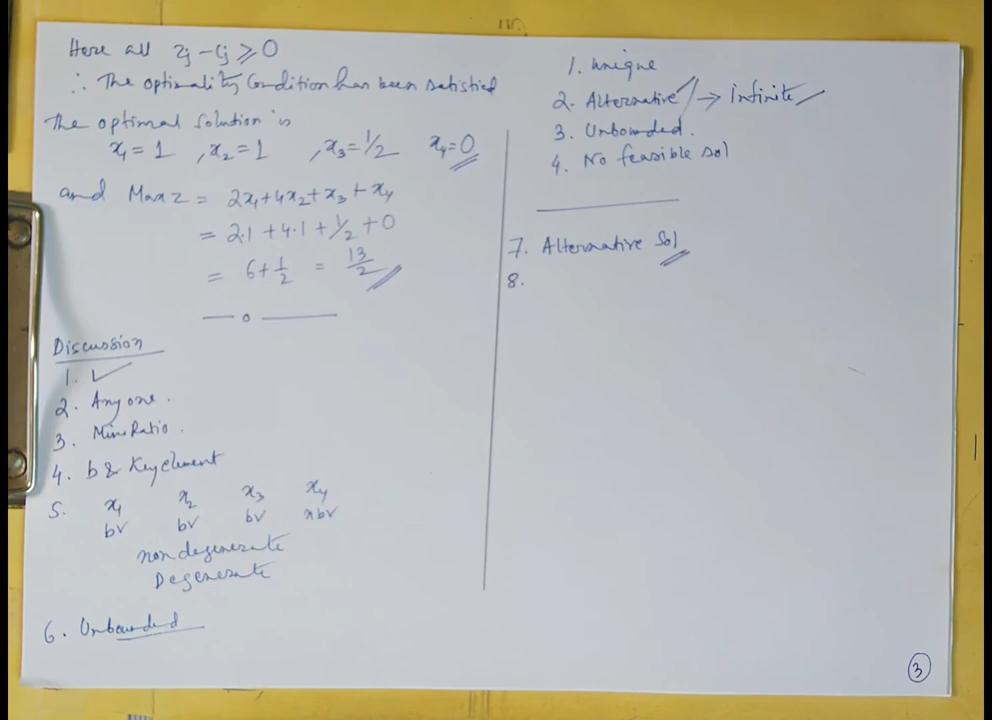 Here all Zj - Cj ⩾ 0
∴ The optimality Condition has been satisfied
The optimal Solution is
x₁ = 1 , x₂ = 1 , x₃ = 1/2 x₄ = 0
and Max Z = 2x₁ + 4x₂ + x₃ + x₄
= 2.1 + 4.1 + 1/2 + 0
= 6 + 1/2 = 13/2
Discussion
1. ✓
2. Any one.
3. Min. Ratio.
4. b & Key element
5. x₁ x₂ x₃ x₄
bv bv bv nbv
non degenerate
Degenerate
6. Unbounded
1. Unique
2. Alternative → Infinite
3. Unbounded.
4. No feasible sol
7. Alternative Sol
8.
3